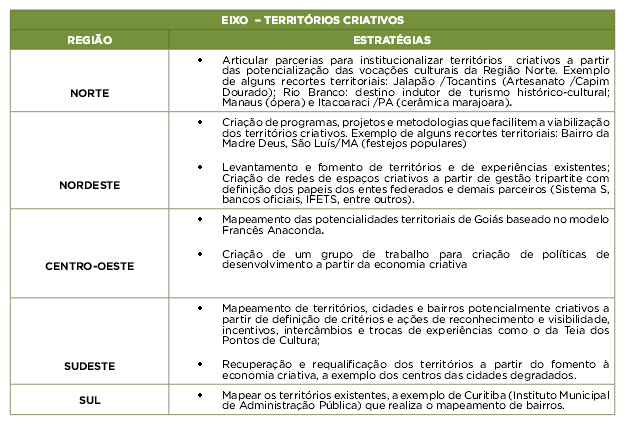 EIXO – TERRITÓRIOS CRIATIVOS
REGIÃO
ESTRATÉGIAS
NORTE
• Articular parcerias para institucionalizar territórios criativos a partir
das potencialização das vocações culturais da Região Norte. Exemplo
de alguns recortes territoriais: Jalapão /Tocantins (Artesanato /Capim
Dourado); Rio Branco: destino indutor de turismo histórico-cultural;
Manaus (ópera) e Itacoaraci /PA (cerâmica marajoara).
NORDESTE
• Criação de programas, projetos e metodologias que facilitem a viabilização
dos territórios criativos. Exemplo de alguns recortes territoriais: Bairro da
Madre Deus, São Luís/MA (festejos populares)
• Levantamento e fomento de territórios e de experiências existentes;
Criação de redes de espaços criativos a partir de gestão tripartite com
definição dos papeis dos entes federados e demais parceiros (Sistema S,
bancos oficiais, IFETS, entre outros).
CENTRO-OESTE
• Mapeamento das potencialidades territoriais de Goiás baseado no modelo
Francês Anaconda.
• Criação de um grupo de trabalho para criação de políticas de
desenvolvimento a partir da economia criativa
SUDESTE
• Mapeamento de territórios, cidades e bairros potencialmente criativos a
partir de definição de critérios e ações de reconhecimento e visibilidade,
incentivos, intercâmbios e trocas de experiências como o da Teia dos
Pontos de Cultura;
• Recuperação e requalificação dos territórios a partir do fomento à
economia criativa, a exemplo dos centros das cidades degradados.
SUL
• Mapear os territórios existentes, a exemplo de Curitiba (Instituto Municipal
de Administração Pública) que realiza o mapeamento de bairros.